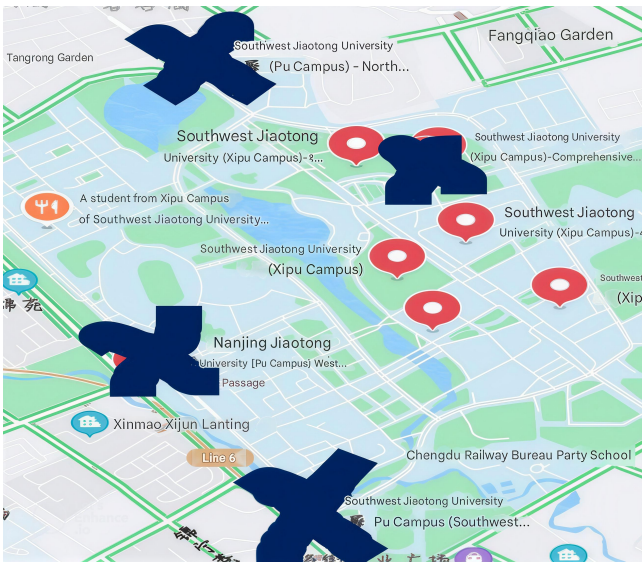 Tangrong Garden
Southwest Jiaotong University
(Pu Campus) - North...
Fangqiao Garden
Southwest Jiaotong
University (Xipu Campus)-
Southwest Jiaotong University
(Xipu Campus)-Comprehensive...
A student from Xipu Campus
of Southwest Jiaotong University...
Southwest Jiaotong
University (Xipu Campus)-
Southwest Jiaotong University
(Xipu Campus)
Southwest
(Xip
Nanjing Jiaotong
University [Pu Campus) West...
Passage
Xinmao Xijun Lanting
Line 6
Chengdu Railway Bureau Party School
Southwest Jiaotong University
Pu Campus (Southwest...